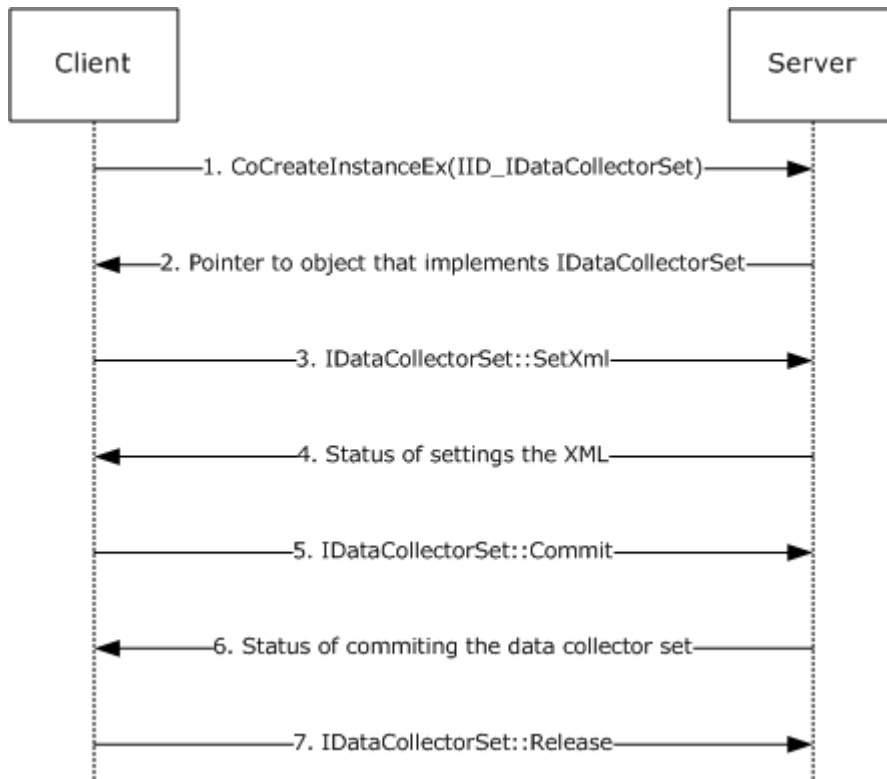 Client
Server
1. CoCreateInstanceEx(IID_IDataCollectorSet)
2. Pointer to object that implements IDataCollectorSet
3. IDataCollectorSet::SetXml
4. Status of settings the XML
5. IDataCollectorSet::Commit
6. Status of commiting the data collector set
7. IDataCollectorSet::Release